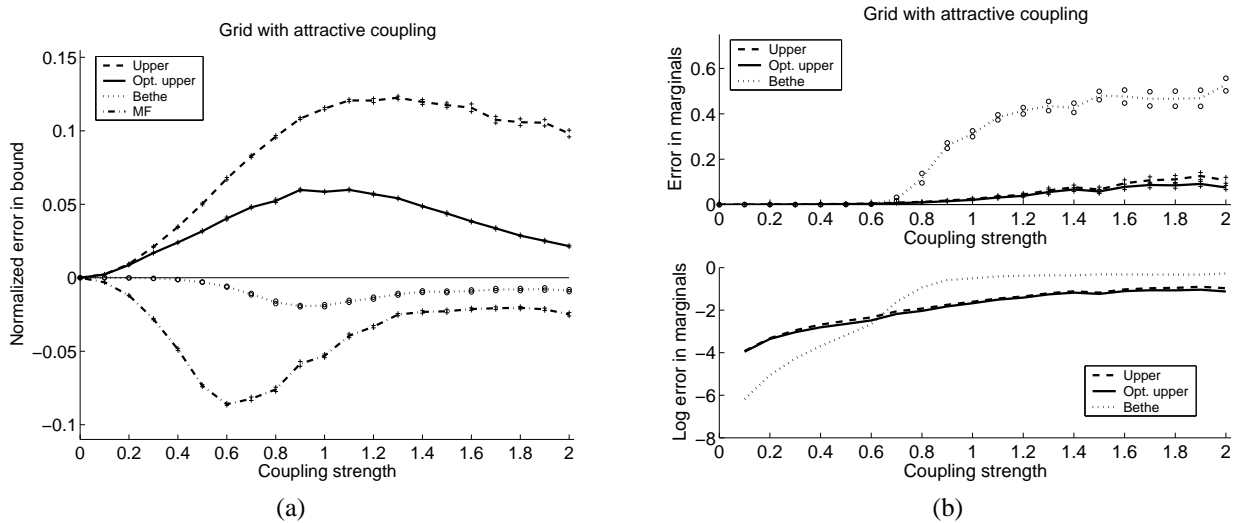 Grid with attractive coupling
0.15
0.1
0.05
0
−0.05
−0.1
Normalized error in bound
Upper
Opt. upper
Bethe
MF
0 0.2 0.4 0.6 0.8 1 1.2 1.4 1.6 1.8 2
Coupling strength
(a)
Grid with attractive coupling
0.6
0.4
0.2
0
Error in marginals
Upper
Opt. upper
Bethe
0 0.2 0.4 0.6 0.8 1 1.2 1.4 1.6 1.8 2
Coupling strength
0
−2
−4
−6
−8
Log error in marginals
Upper
Opt. upper
Bethe
0 0.2 0.4 0.6 0.8 1 1.2 1.4 1.6 1.8 2
Coupling strength
(b)